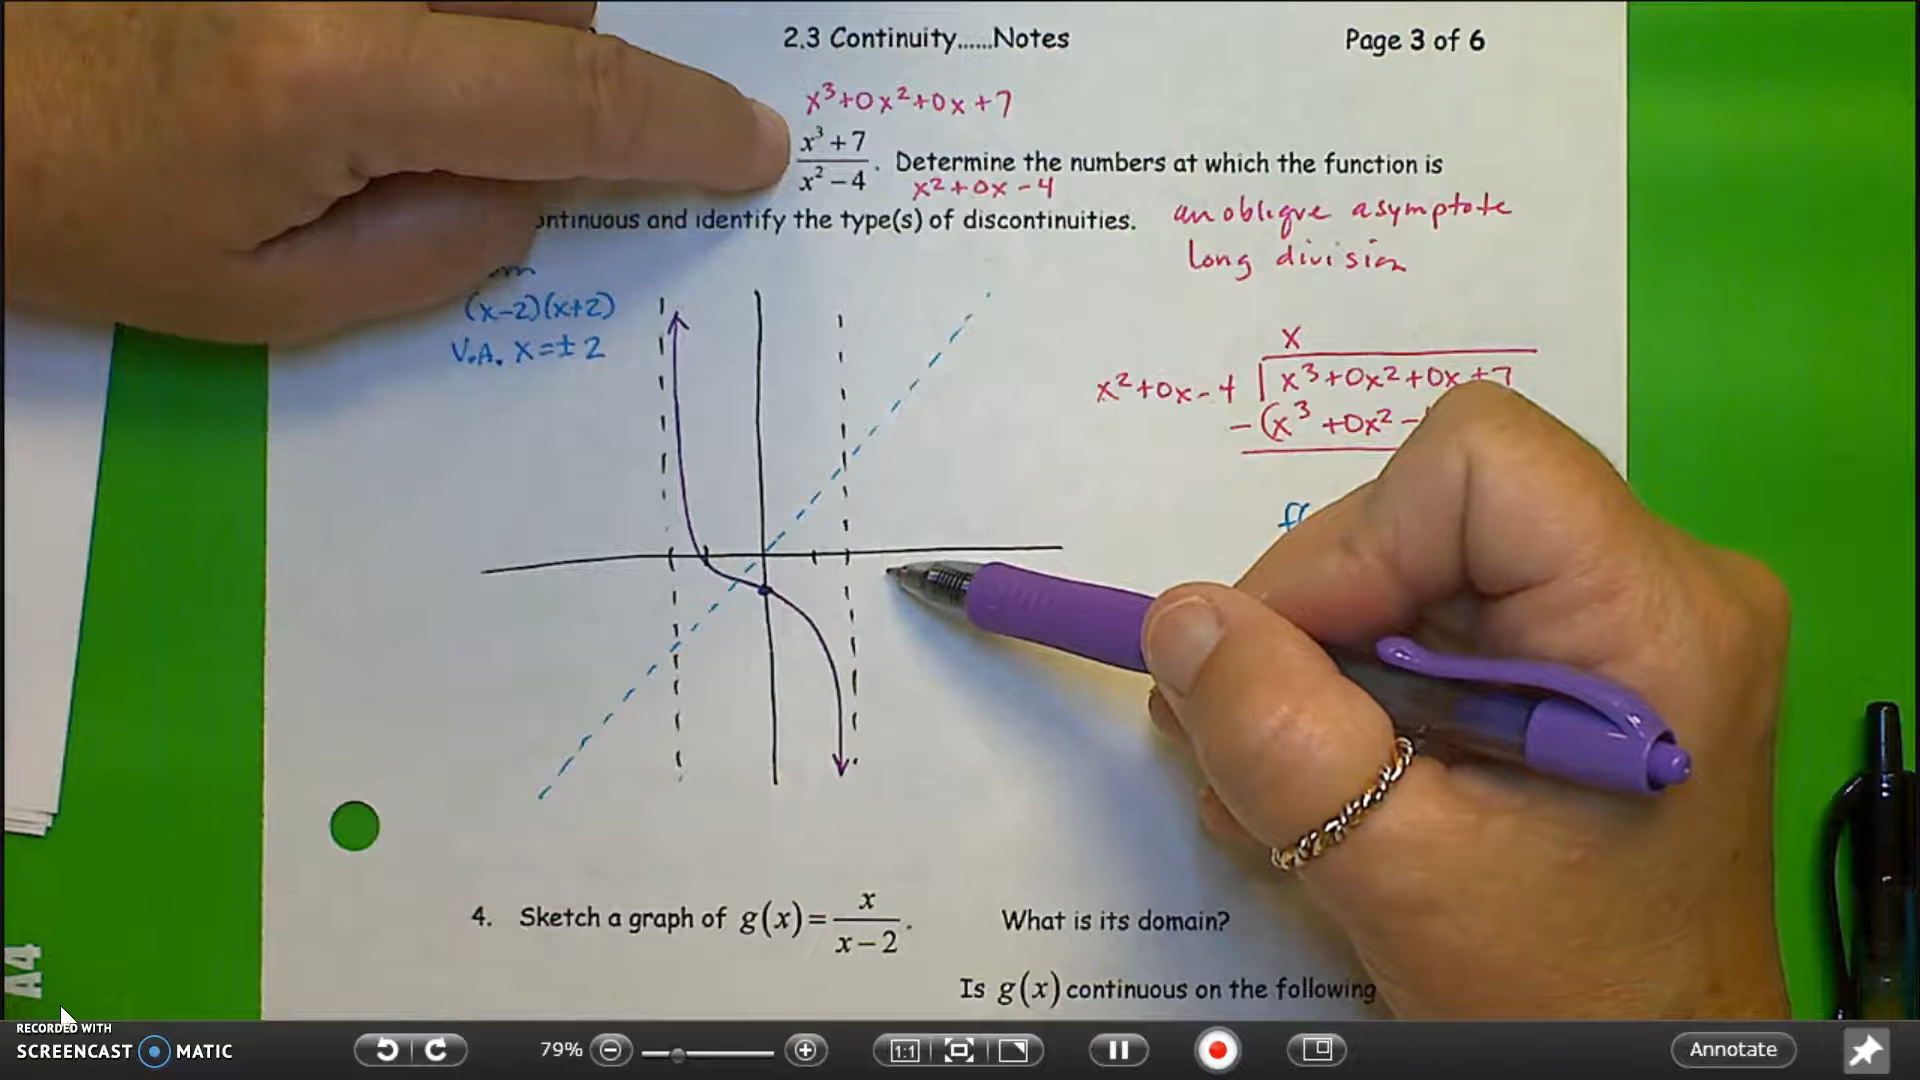 2.3 Continuity......Notes
Page 3 of 6
x³+0x²+0x+7
x³+7
x²-4
. Determine the numbers at which the function is
x²+0x-4
ontinuous and identify the type(s) of discontinuities.
an oblique asymptote
long division
(x-2)(x+2)
V.A. x=±2
x
x²+0x-4 x³+0x²+0x+7
-(x³+0x²-
f(
4. Sketch a graph of g(x)=x/(x-2).
What is its domain?
Is g(x) continuous on the following
A4
RECORDED WITH
SCREENCAST MATIC
79%
1:1
Annotate